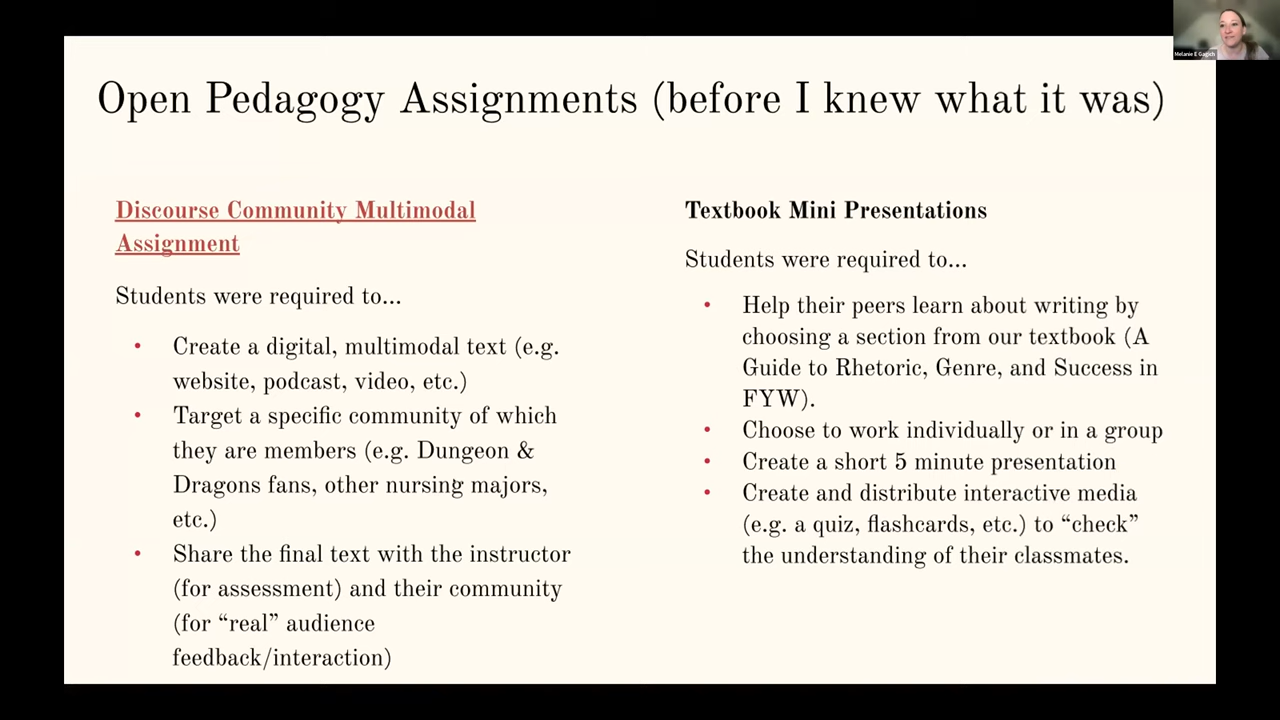 Melanie E Gagich
Open Pedagogy Assignments (before I knew what it was)
Discourse Community Multimodal
Assignment
Students were required to...
• Create a digital, multimodal text (e.g.
website, podcast, video, etc.)
• Target a specific community of which
they are members (e.g. Dungeon &
Dragons fans, other nursing majors,
etc.)
• Share the final text with the instructor
(for assessment) and their community
(for “real” audience
feedback/interaction)
Textbook Mini Presentations
Students were required to...
• Help their peers learn about writing by
choosing a section from our textbook (A
Guide to Rhetoric, Genre, and Success in
FYW).
• Choose to work individually or in a group
• Create a short 5 minute presentation
• Create and distribute interactive media
(e.g. a quiz, flashcards, etc.) to “check”
the understanding of their classmates.